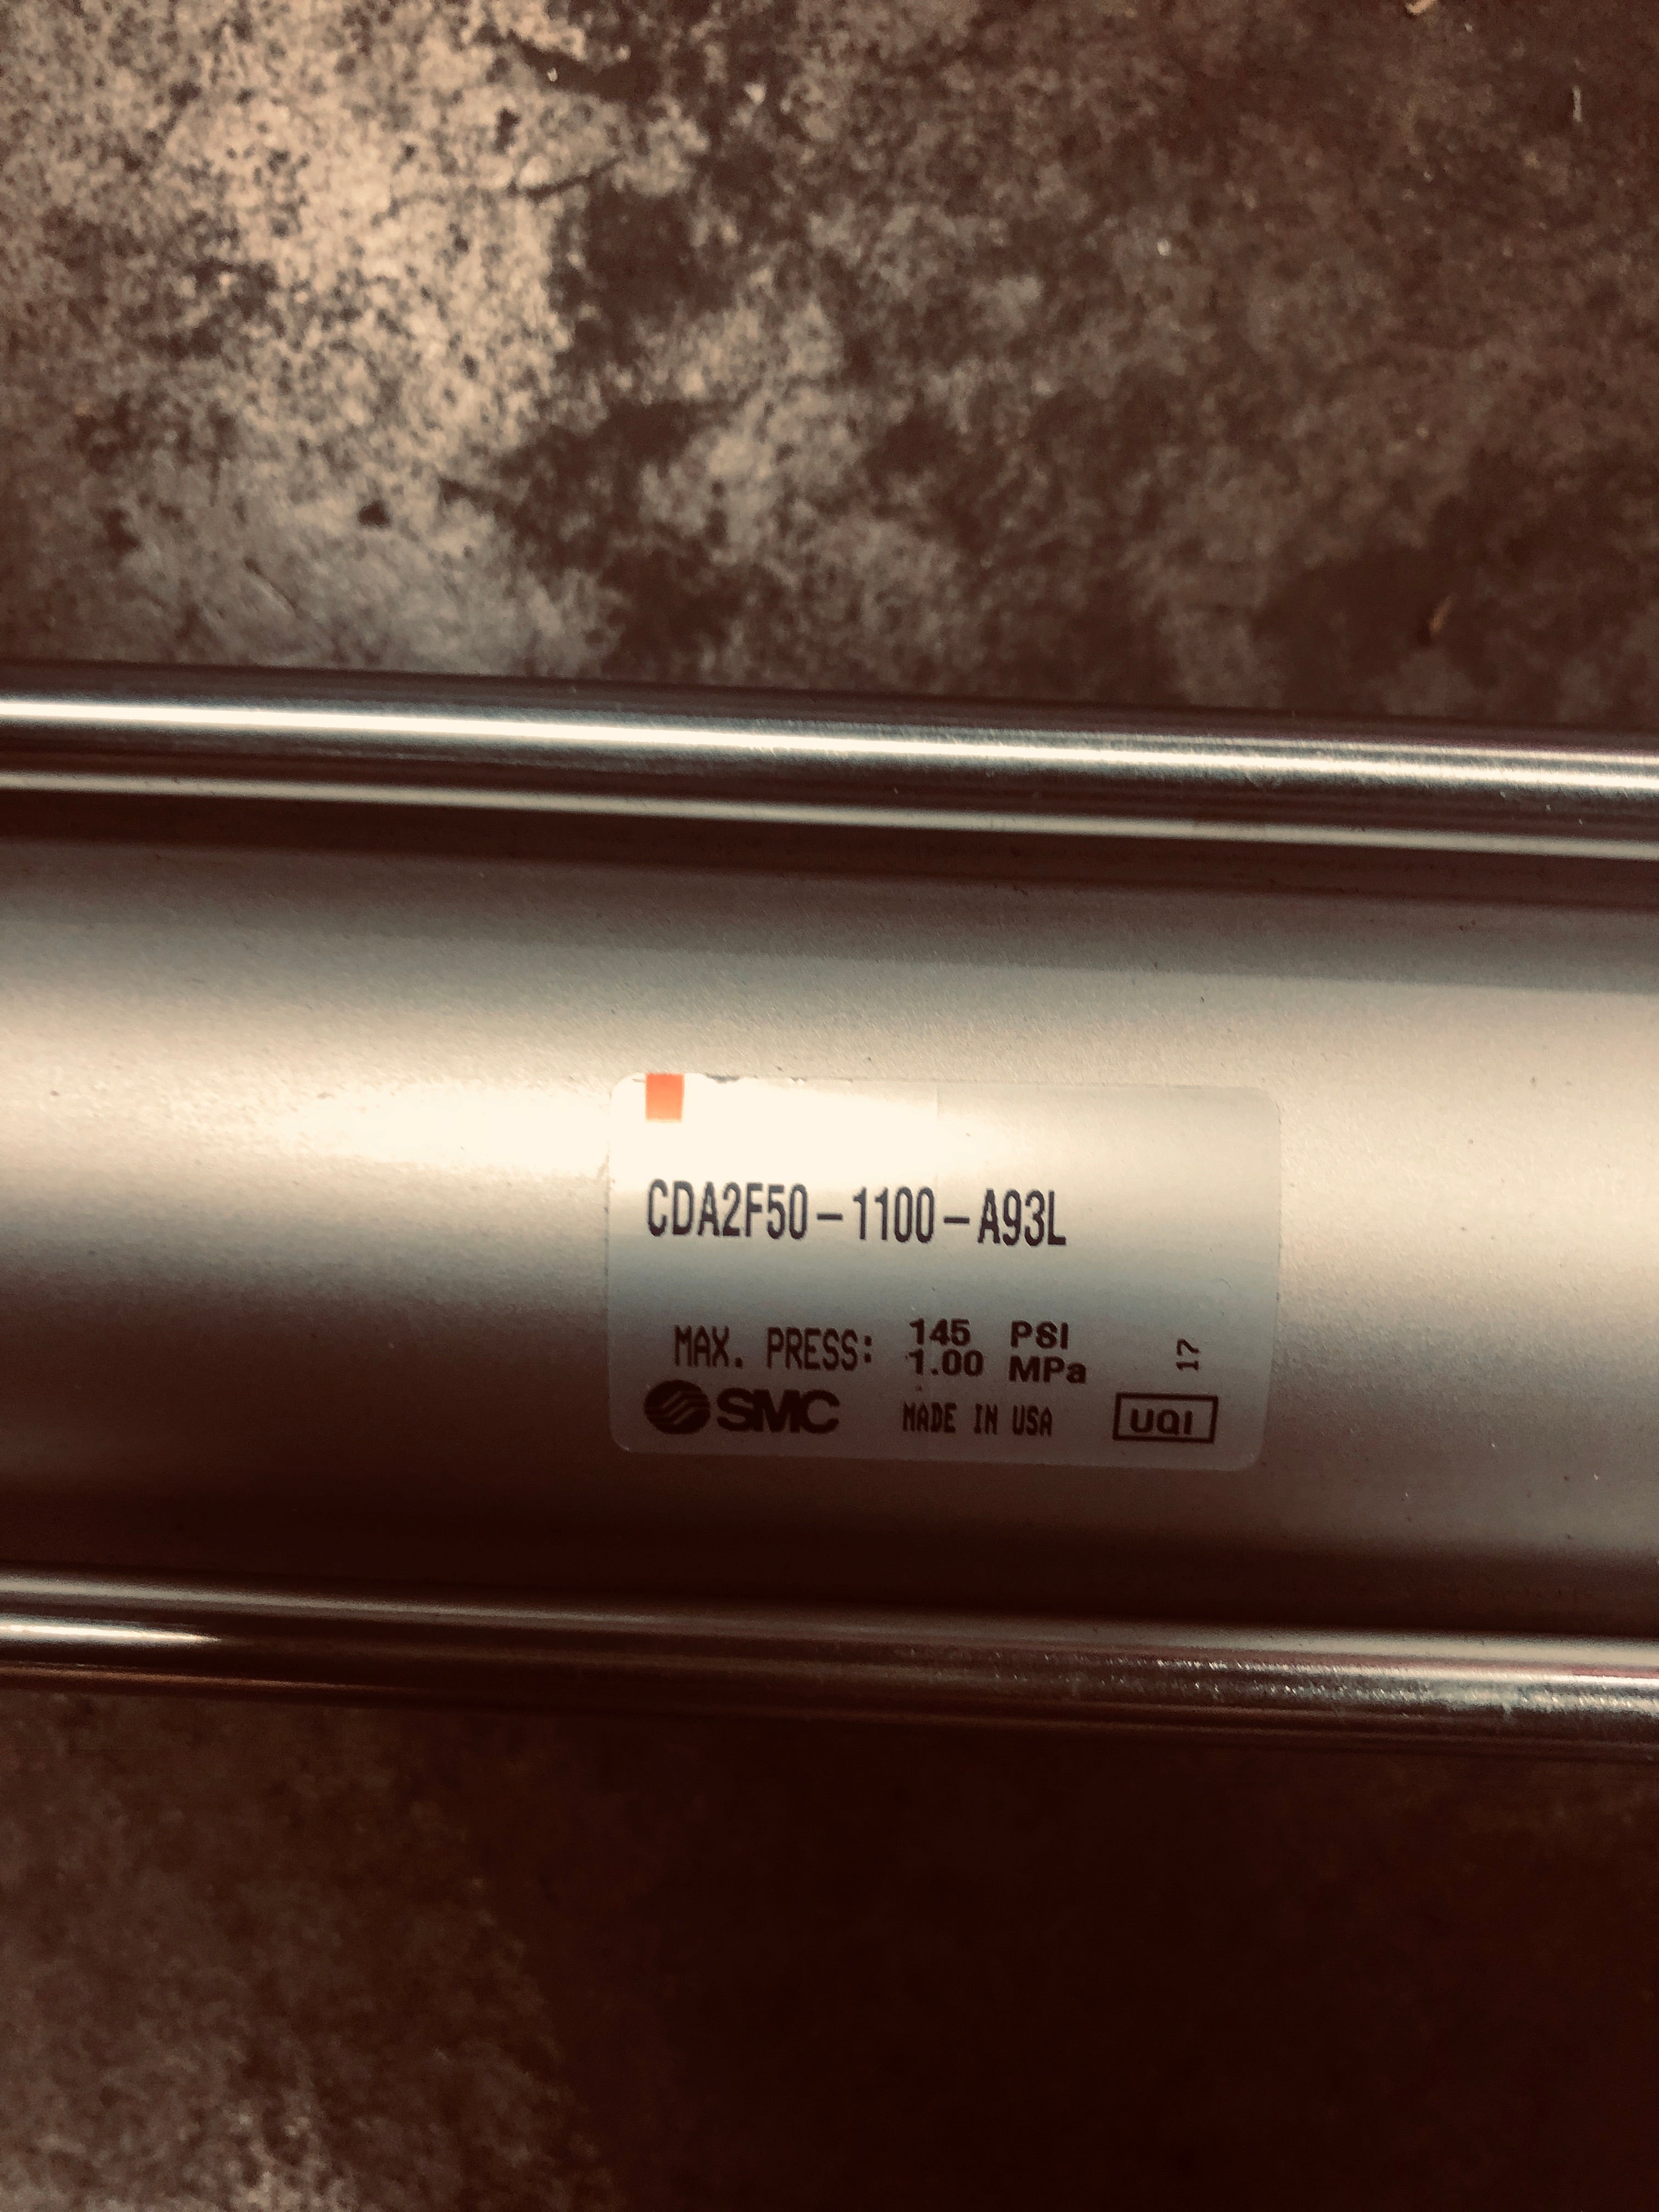 CDA2F50-1100-A93L
MAX. PRESS: 145 PSI
1.00 MPa
17
SMC MADE IN USA UQI